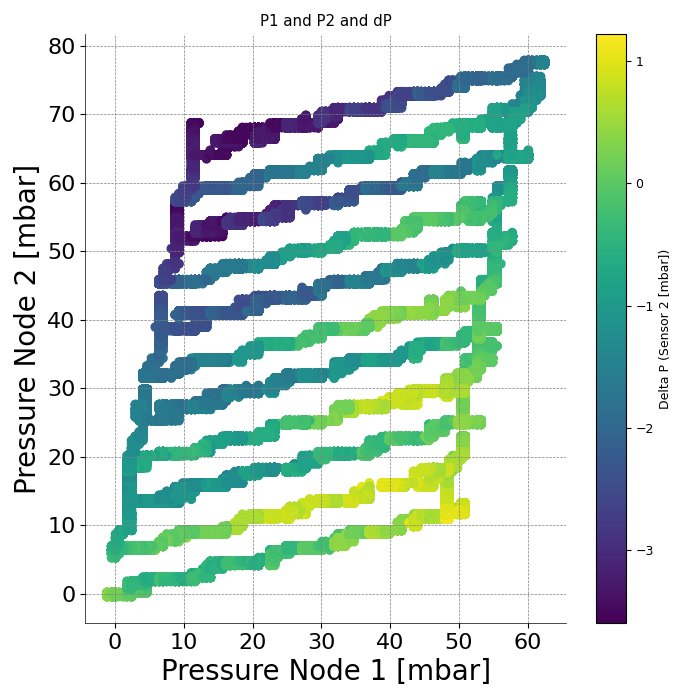 P1 and P2 and dP
Pressure Node 2 [mbar]
80
70
60
50
40
30
20
10
0
0 10 20 30 40 50 60
Pressure Node 1 [mbar]
1
0
−1
−2
−3
Delta P (Sensor 2 [mbar])